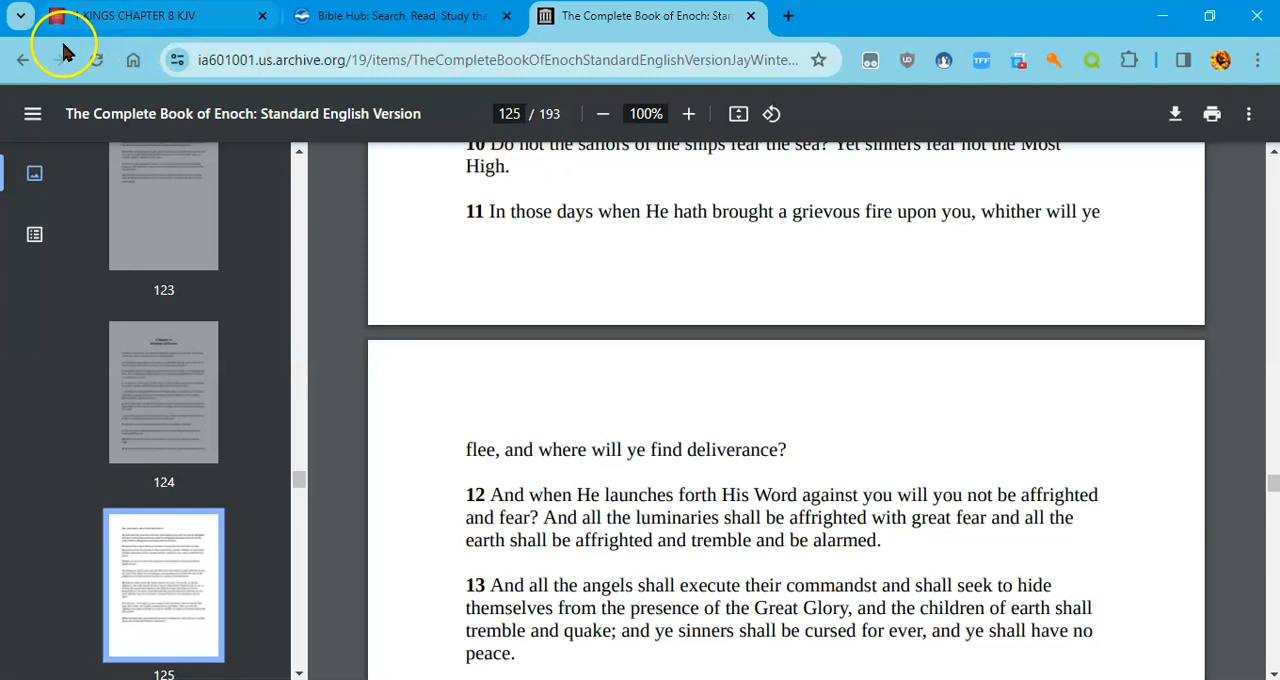 1 KINGS CHAPTER 8 KJV
Bible Hub: Search, Read, Study the
The Complete Book of Enoch: Stan
ia601001.us.archive.org/19/items/TheCompleteBookOfEnochStandardEnglishVersionJayWinte...
The Complete Book of Enoch: Standard English Version
125 / 193
100%
10 Do not the sailors of the ships fear the sea? Yet sinners fear not the Most
High.
11 In those days when He hath brought a grievous fire upon you, whither will ye
123
124
125
flee, and where will ye find deliverance?
12 And when He launches forth His Word against you will you not be affrighted
and fear? And all the luminaries shall be affrighted with great fear and all the
earth shall be affrighted and tremble and be alarmed.
13 And all the angels shall execute their commandst and shall seek to hide
themselves from the presence of the Great Glory, and the children of earth shall
tremble and quake; and ye sinners shall be cursed for ever, and ye shall have no
peace.